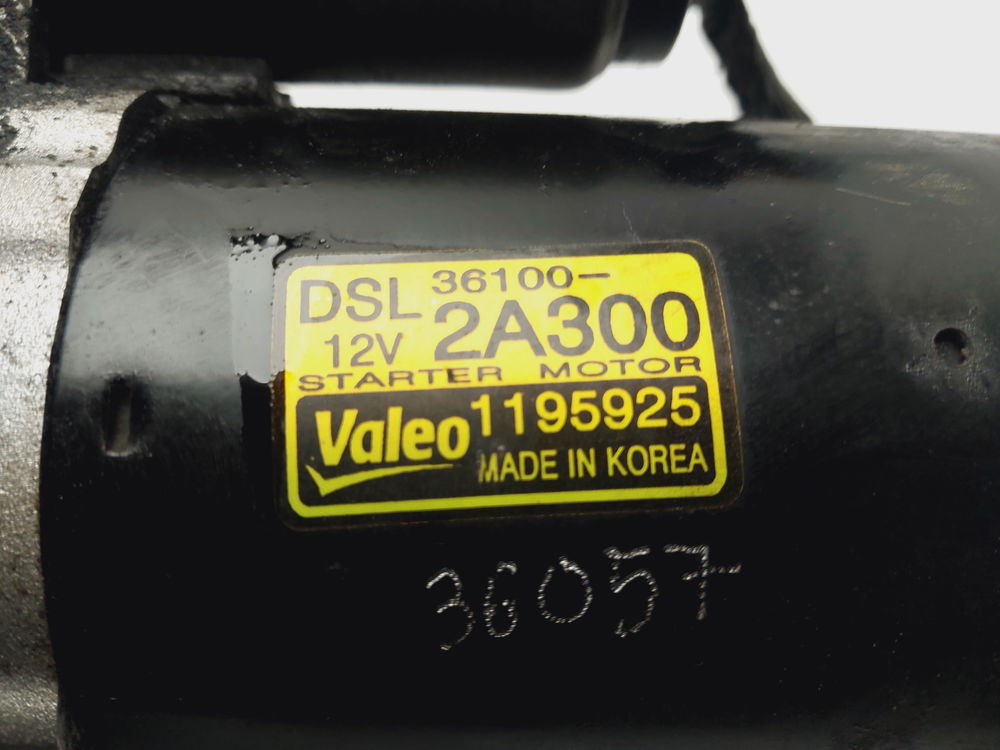 DSL 36100-
12V 2A300
STARTER MOTOR
Valeo 1195925
MADE IN KOREA
36057